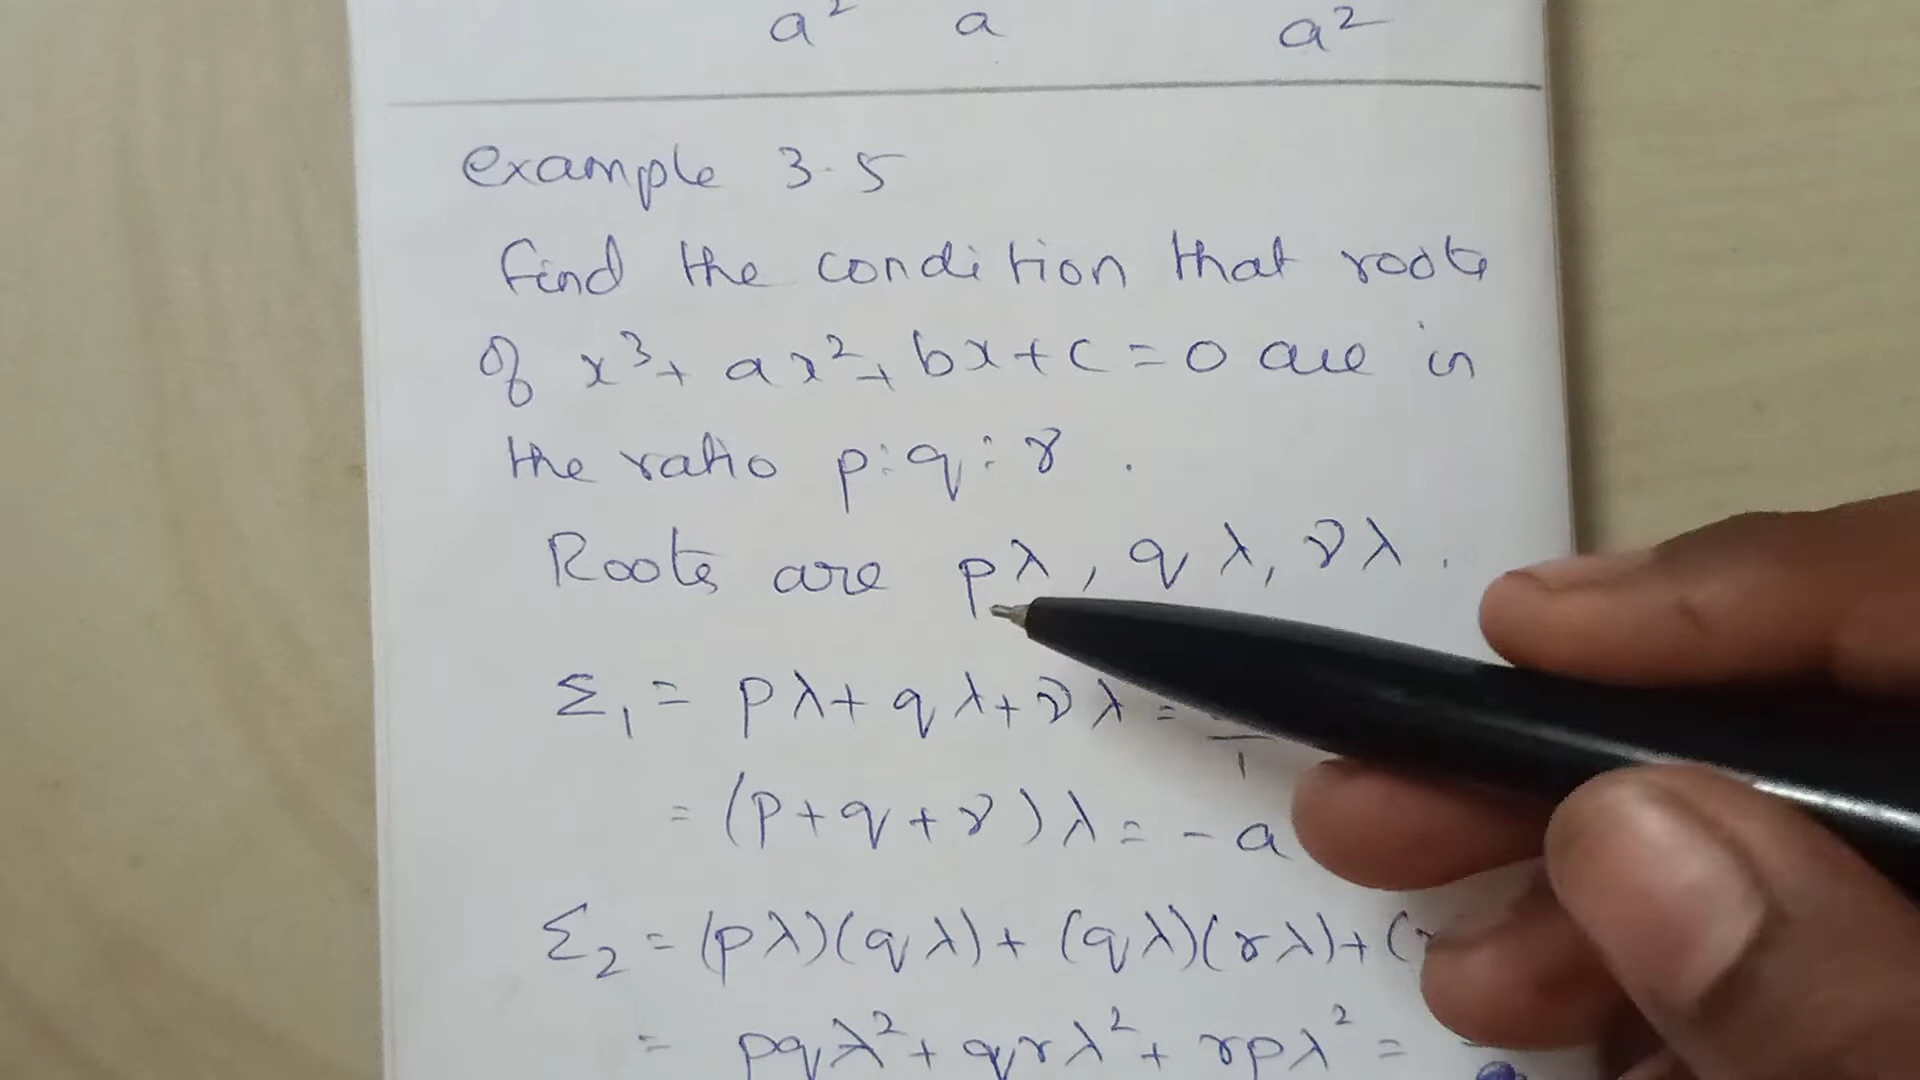 a² a a²
example 3.5
Find the condition that roots
of x³ + ax² + bx + c = 0 are in
the ratio p : q : r .
Roots are pλ, qλ, rλ.
Σ₁ = pλ + qλ + rλ =
= (p + q + r)λ = -a
Σ₂ = (pλ)(qλ) + (qλ)(rλ) + (
= pqλ² + qrλ² + rpλ² =